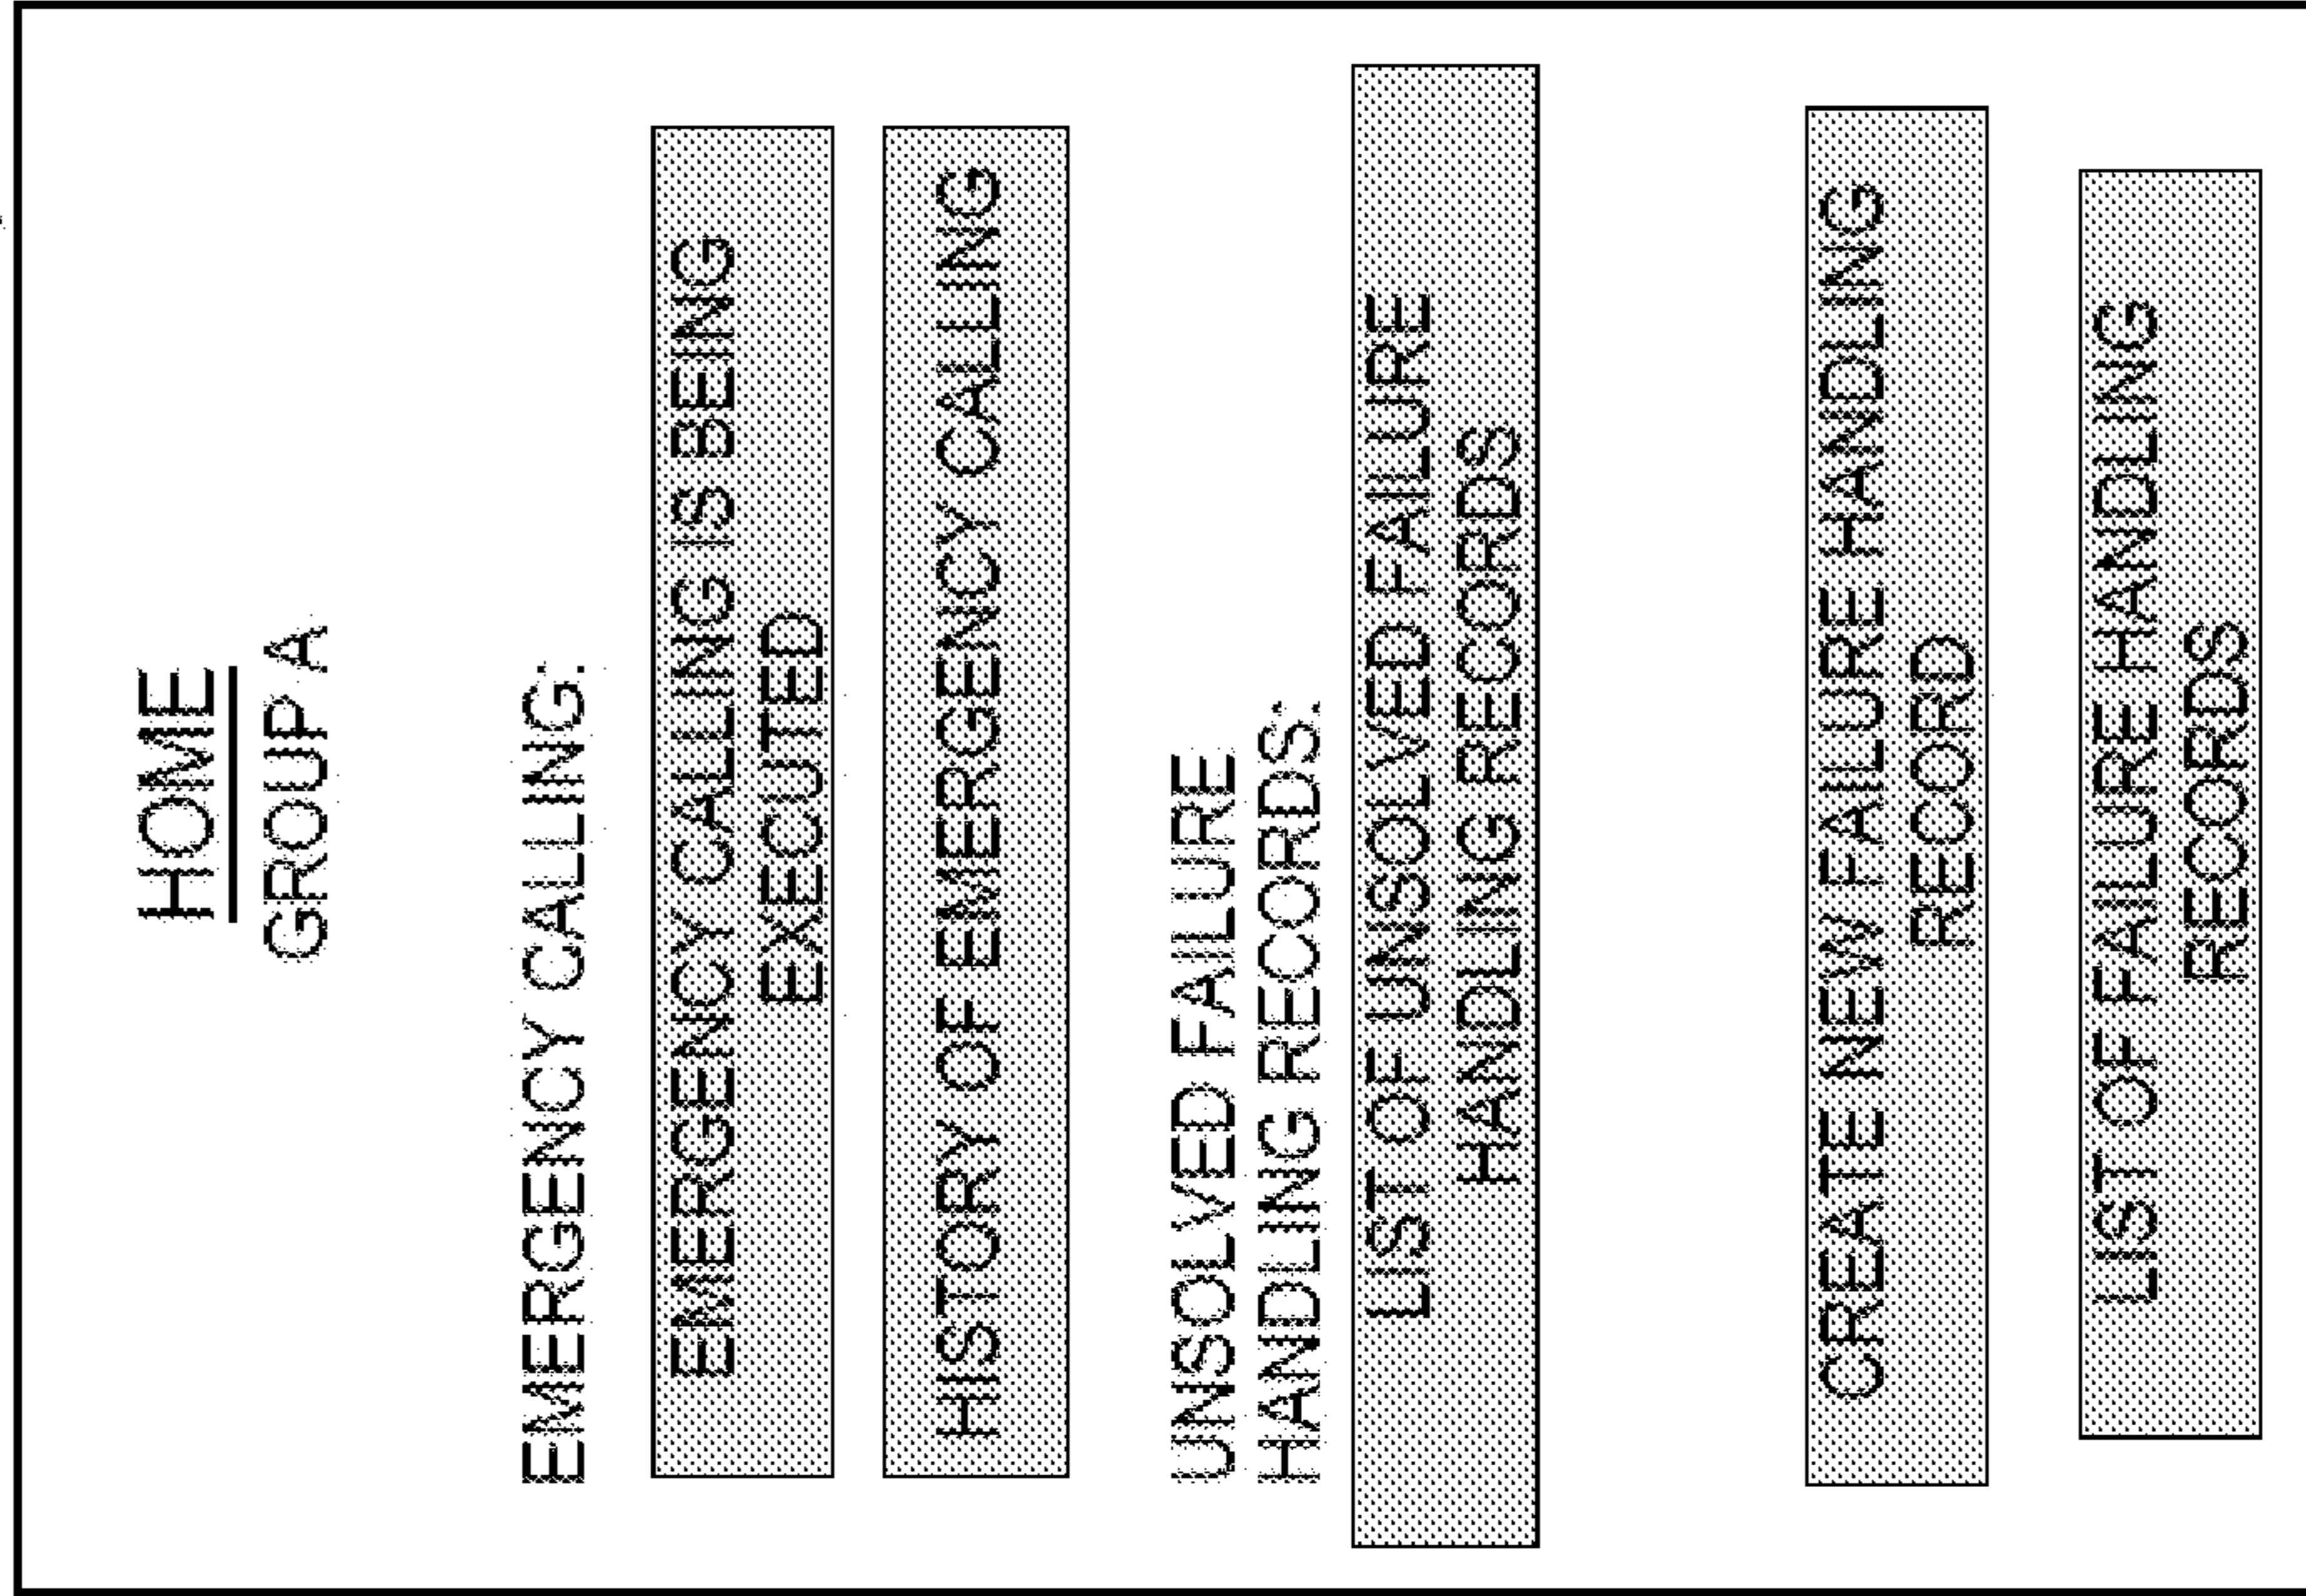 HOME
GROUP A
EMERGENCY CALLING:
EMERGENCY CALLING IS BEING
EXECUTED
HISTORY OF EMERGENCY CALLING
UNSOLVED FAILURE
HANDLING RECORDS:
LIST OF UNSOLVED FAILURE
HANDLING RECORDS
CREATE NEW FAILURE HANDLING
RECORD
LIST OF FAILURE HANDLING
RECORDS